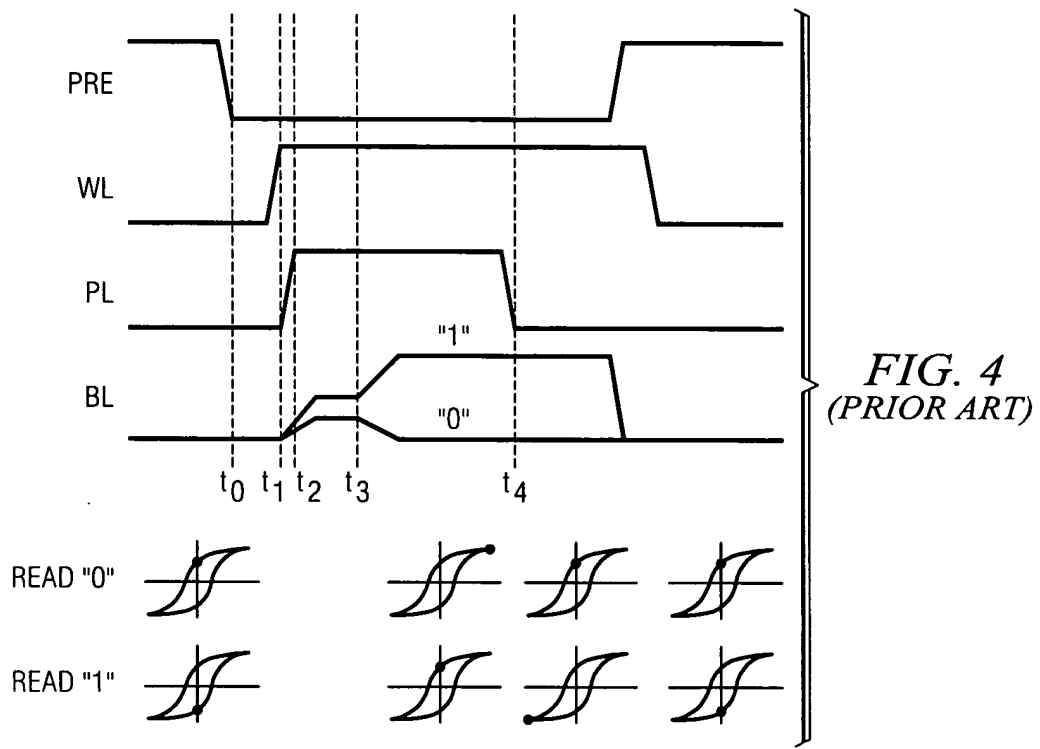 PRE
WL
PL
"1"
BL
"0"
t0 t1 t2 t3 t4
READ "0"
READ "1"
FIG. 4
(PRIOR ART)